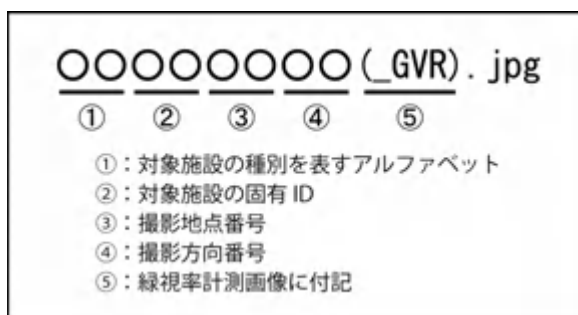 〇〇〇〇〇〇〇〇(_GVR).jpg
① ② ③ ④ ⑤
①：対象施設の種別を表すアルファベット
②：対象施設の固有 ID
③：撮影地点番号
④：撮影方向番号
⑤：緑視率計測画像に付記